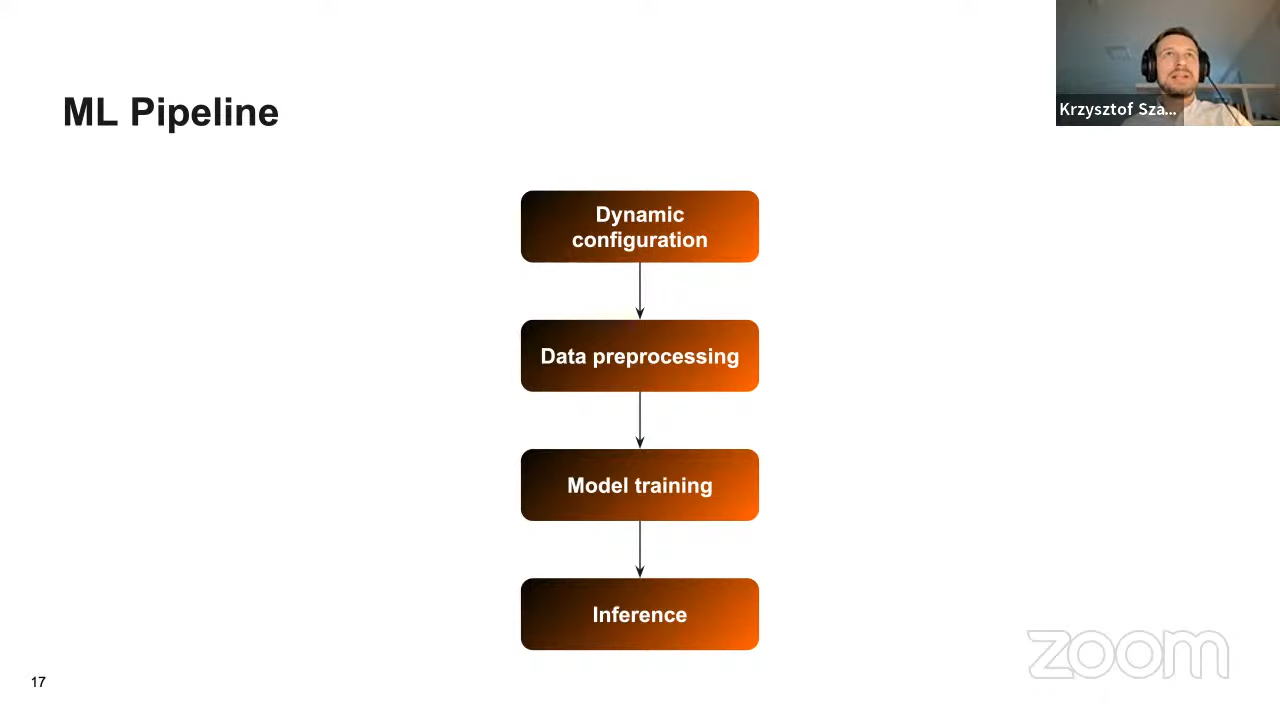 ML Pipeline
Krzysztof Sza...
Dynamic
configuration
Data preprocessing
Model training
Inference
zoom
17